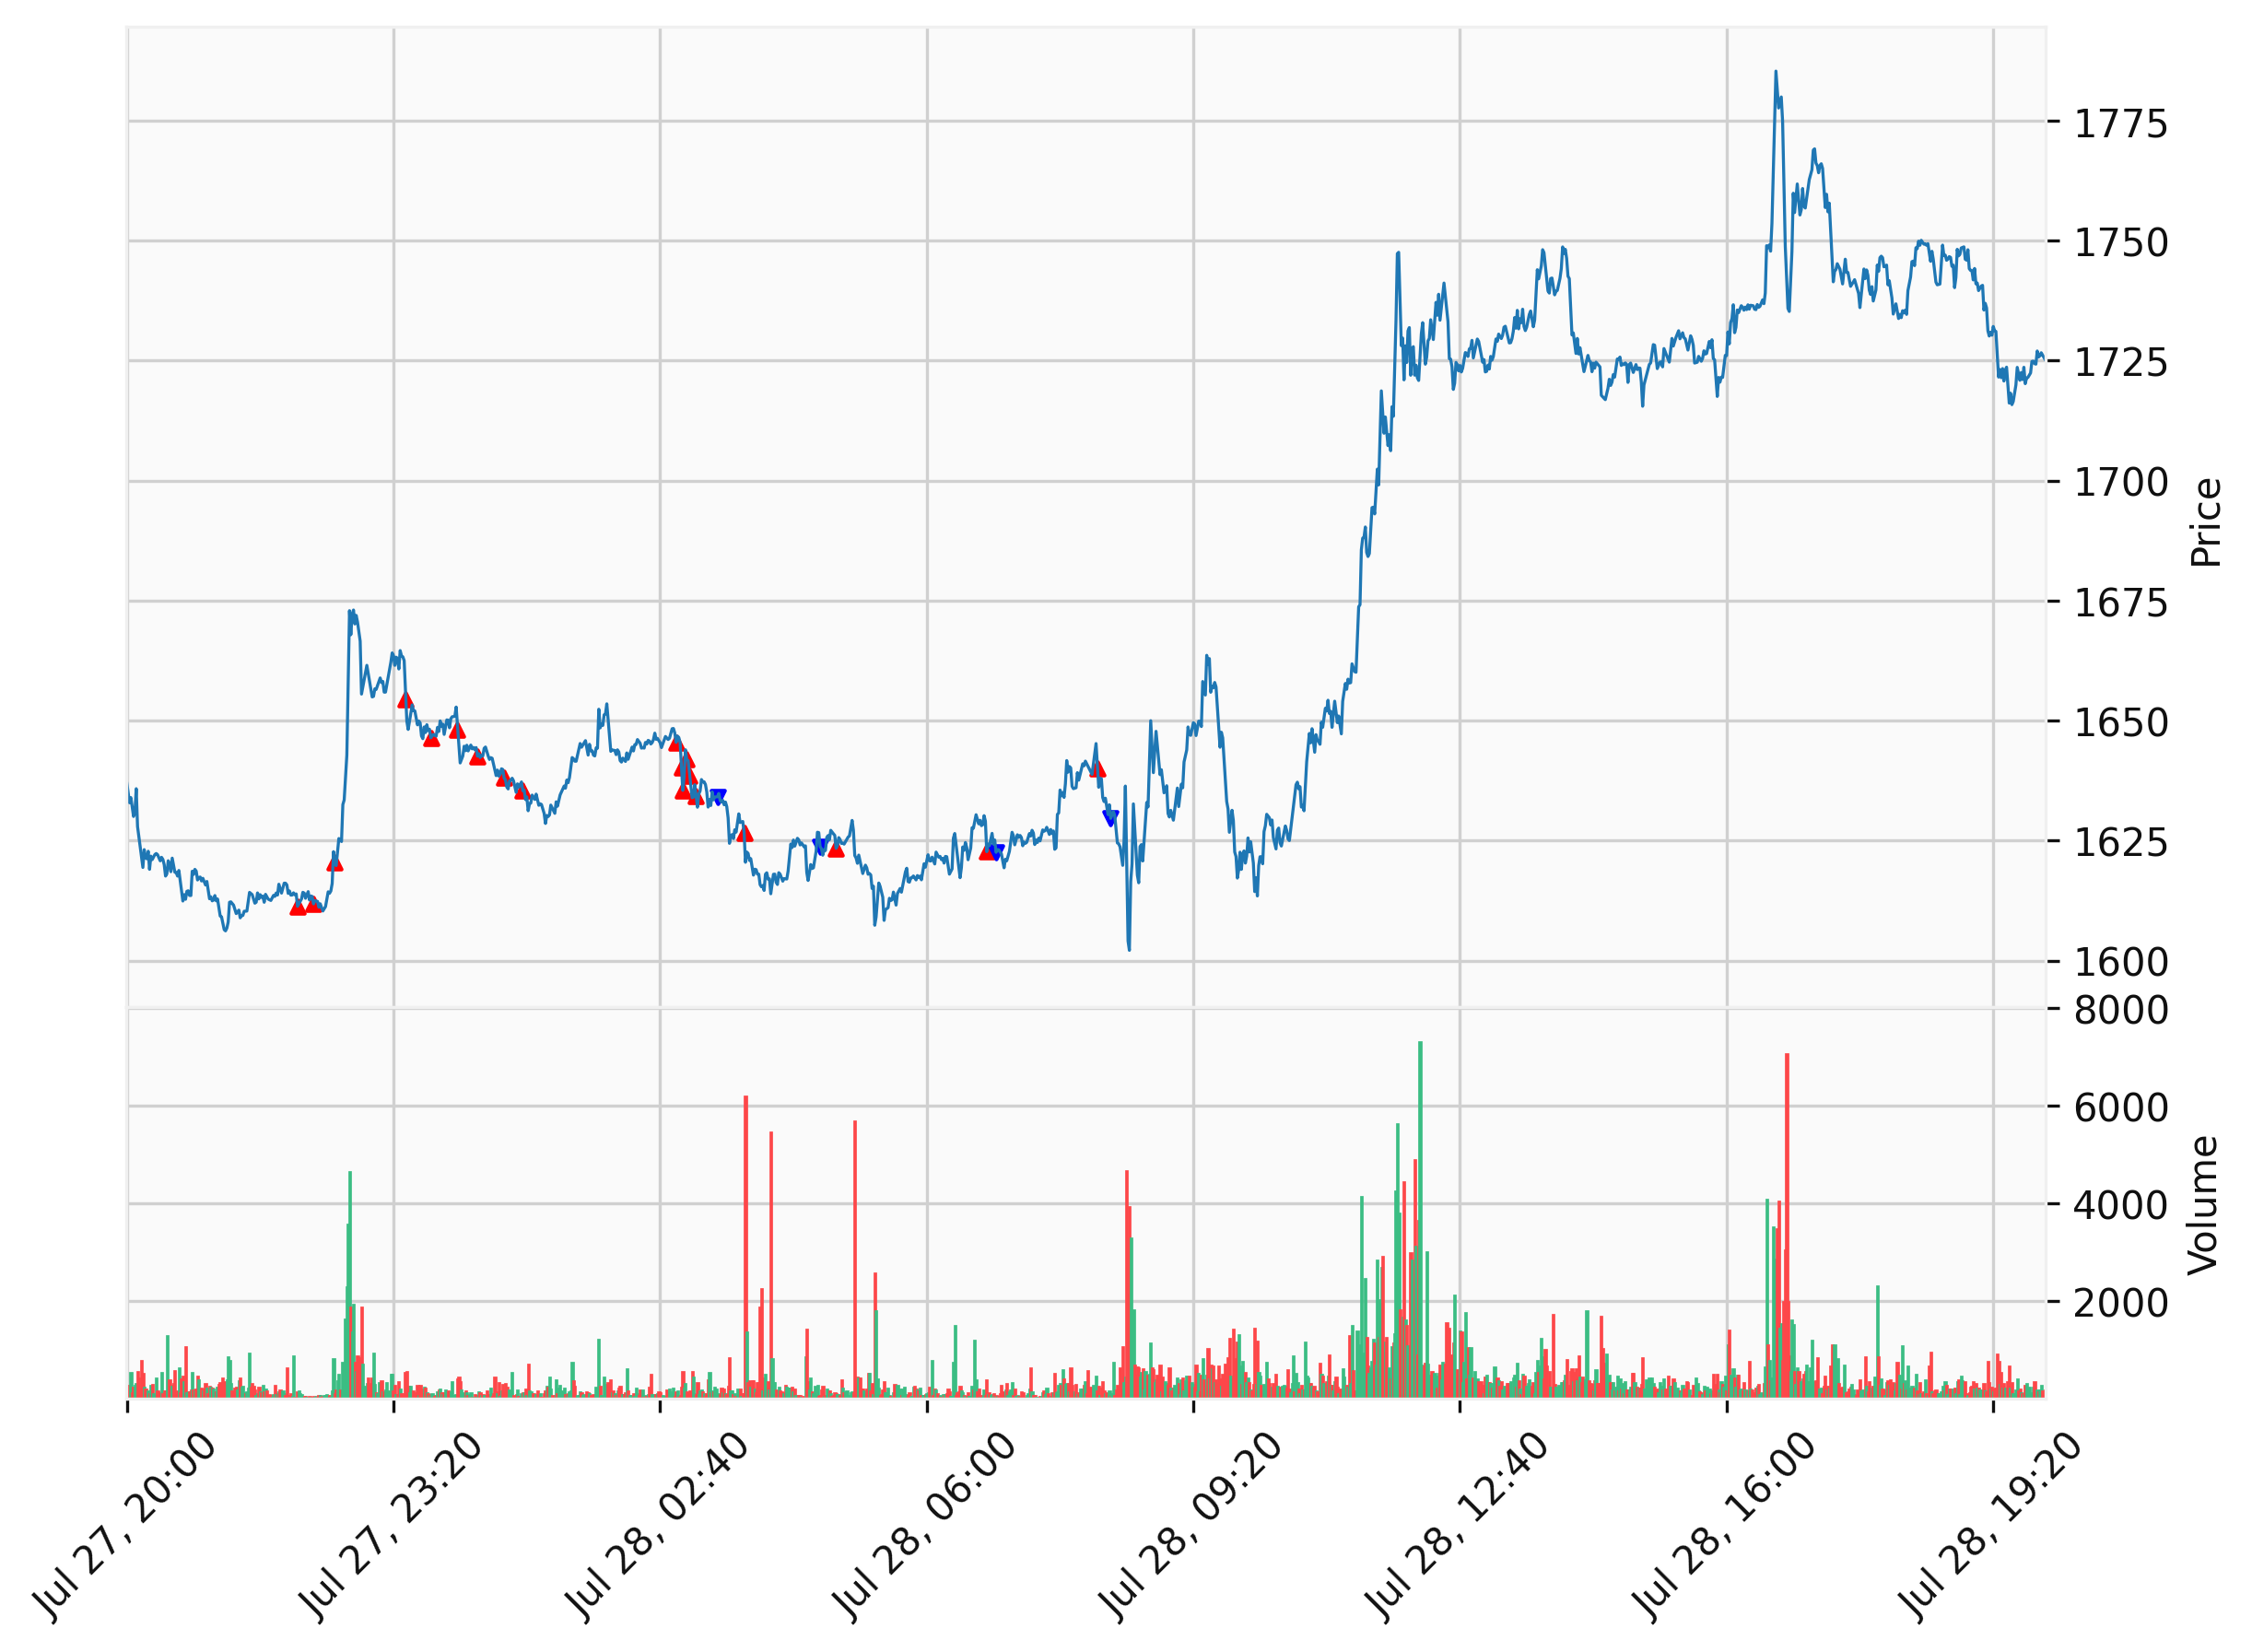 1775
1750
1725
1700
1675
1650
1625
1600
Price
8000
6000
4000
2000
Volume
Jul 27, 20:00
Jul 27, 23:20
Jul 28, 02:40
Jul 28, 06:00
Jul 28, 09:20
Jul 28, 12:40
Jul 28, 16:00
Jul 28, 19:20